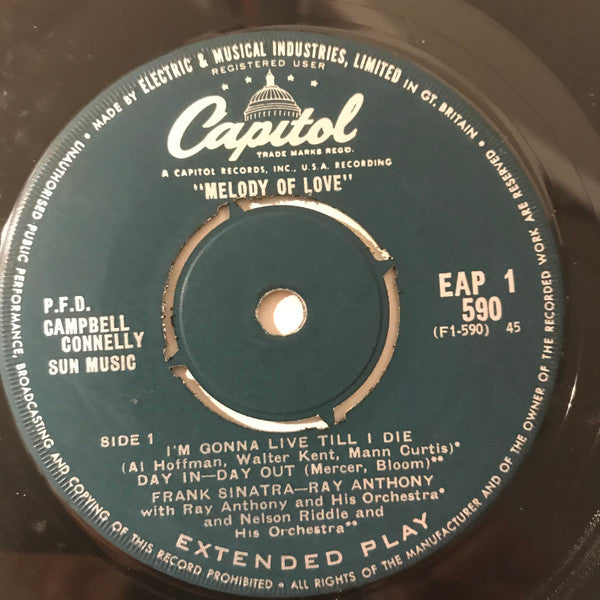 MADE BY ELECTRIC & MUSICAL INDUSTRIES, LIMITED IN GT. BRITAIN • ALL RIGHTS OF THE MANUFACTURER AND OF THE OWNER OF THE RECORDED WORK ARE RESERVED
UNAUTHORISED PUBLIC PERFORMANCE, BROADCASTING AND COPYING OF THIS RECORD PROHIBITED •
REGISTERED USER
Capitol
TRADE MARKS REGD.
A CAPITOL RECORDS, INC., U.S.A. RECORDING
"MELODY OF LOVE"
EAP 1
590
(F1-590) 45
P.F.D.
CAMPBELL
CONNELLY
SUN MUSIC
SIDE 1
I'M GONNA LIVE TILL I DIE
(Al Hoffman, Walter Kent, Mann Curtis)*
DAY IN—DAY OUT (Mercer, Bloom)**
FRANK SINATRA—RAY ANTHONY
with Ray Anthony and His Orchestra*
and Nelson Riddle and
His Orchestra**
EXTENDED PLAY